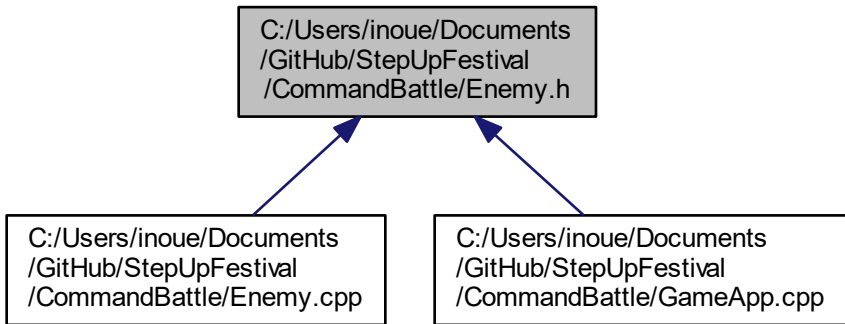 C:/Users/inoue/Documents
/GitHub/StepUpFestival
/CommandBattle/Enemy.h
C:/Users/inoue/Documents
/GitHub/StepUpFestival
/CommandBattle/Enemy.cpp
C:/Users/inoue/Documents
/GitHub/StepUpFestival
/CommandBattle/GameApp.cpp